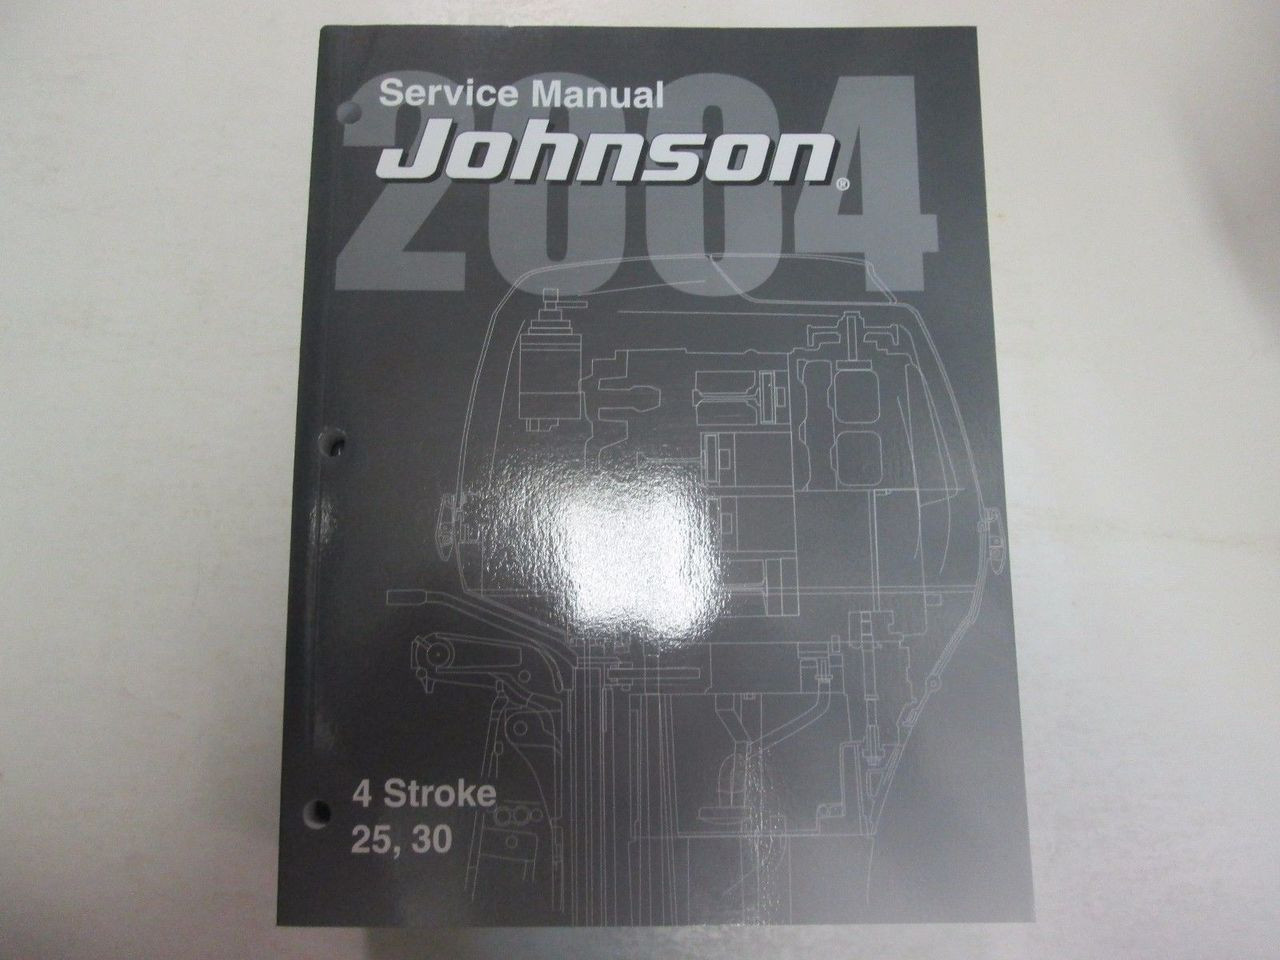 2004
Service Manual
Johnson®
4 Stroke
25, 30